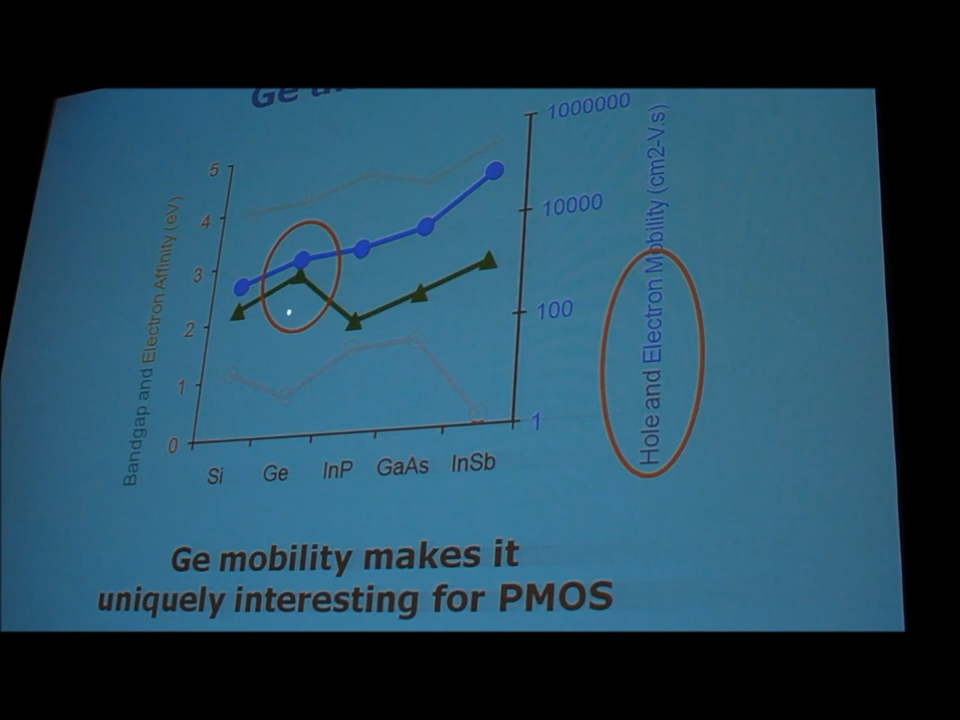 Ge
1000000
5
10000
4
3
100
2
1
1
0
Si Ge InP GaAs InSb
Bandgap and Electron Affinity (eV)
Hole and Electron Mobility (cm2-V.s)
Ge mobility makes it
uniquely interesting for PMOS